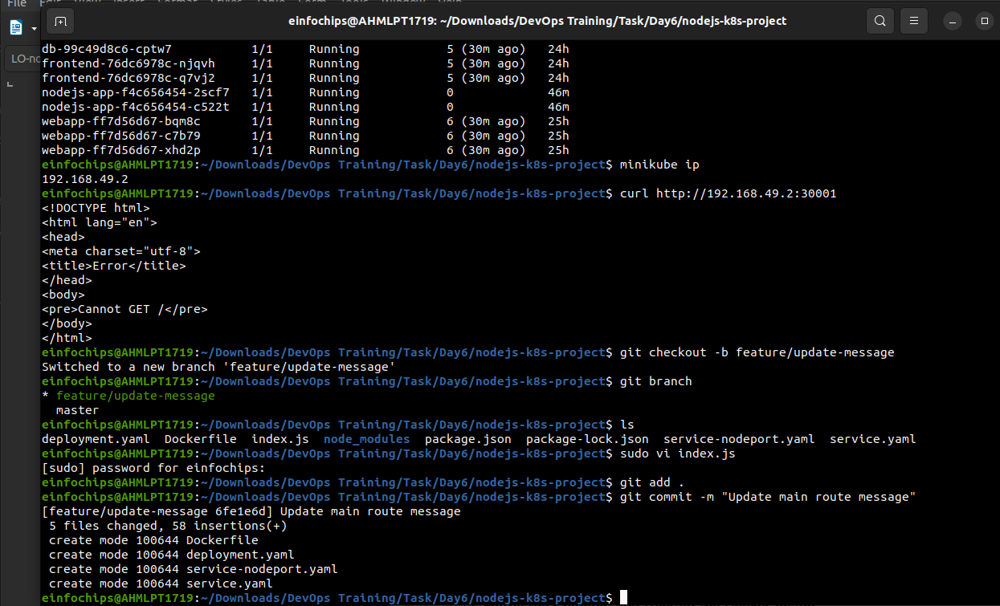 einfochips@AHMLPT1719: ~/Downloads/DevOps Training/Task/Day6/nodejs-k8s-project
LO-no
db-99c49d8c6-cptw7 1/1 Running 5 (30m ago) 24h
frontend-76dc6978c-njqvh 1/1 Running 5 (30m ago) 24h
frontend-76dc6978c-q7vj2 1/1 Running 5 (30m ago) 24h
nodejs-app-f4c656454-2scf7 1/1 Running 0 46m
nodejs-app-f4c656454-c522t 1/1 Running 0 46m
webapp-ff7d56d67-bqm8c 1/1 Running 6 (30m ago) 25h
webapp-ff7d56d67-c7b79 1/1 Running 6 (30m ago) 25h
webapp-ff7d56d67-xhd2p 1/1 Running 6 (30m ago) 25h
einfochips@AHMLPT1719:~/Downloads/DevOps Training/Task/Day6/nodejs-k8s-project$ minikube ip
192.168.49.2
einfochips@AHMLPT1719:~/Downloads/DevOps Training/Task/Day6/nodejs-k8s-project$ curl http://192.168.49.2:30001
<!DOCTYPE html>
<html lang="en">
<head>
<meta charset="utf-8">
<title>Error</title>
</head>
<body>
<pre>Cannot GET /</pre>
</body>
</html>
einfochips@AHMLPT1719:~/Downloads/DevOps Training/Task/Day6/nodejs-k8s-project$ git checkout -b feature/update-message
Switched to a new branch 'feature/update-message'
einfochips@AHMLPT1719:~/Downloads/DevOps Training/Task/Day6/nodejs-k8s-project$ git branch
* feature/update-message
master
einfochips@AHMLPT1719:~/Downloads/DevOps Training/Task/Day6/nodejs-k8s-project$ ls
deployment.yaml Dockerfile index.js node_modules package.json package-lock.json service-nodeport.yaml service.yaml
einfochips@AHMLPT1719:~/Downloads/DevOps Training/Task/Day6/nodejs-k8s-project$ sudo vi index.js
[sudo] password for einfochips:
einfochips@AHMLPT1719:~/Downloads/DevOps Training/Task/Day6/nodejs-k8s-project$ git add .
einfochips@AHMLPT1719:~/Downloads/DevOps Training/Task/Day6/nodejs-k8s-project$ git commit -m "Update main route message"
[feature/update-message 6fe1e6d] Update main route message
5 files changed, 58 insertions(+)
create mode 100644 Dockerfile
create mode 100644 deployment.yaml
create mode 100644 service-nodeport.yaml
create mode 100644 service.yaml
einfochips@AHMLPT1719:~/Downloads/DevOps Training/Task/Day6/nodejs-k8s-project$